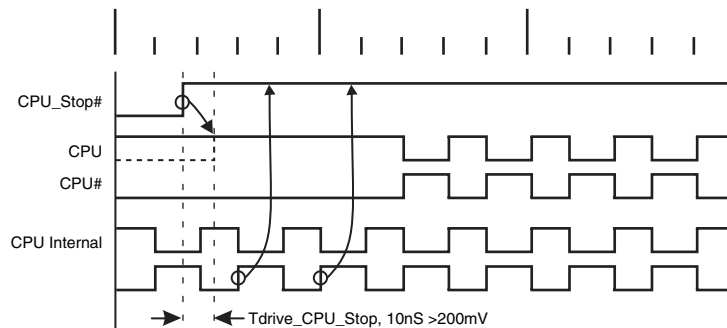 CPU_Stop#
CPU
CPU#
CPU Internal
Tdrive_CPU_Stop, 10nS >200mV